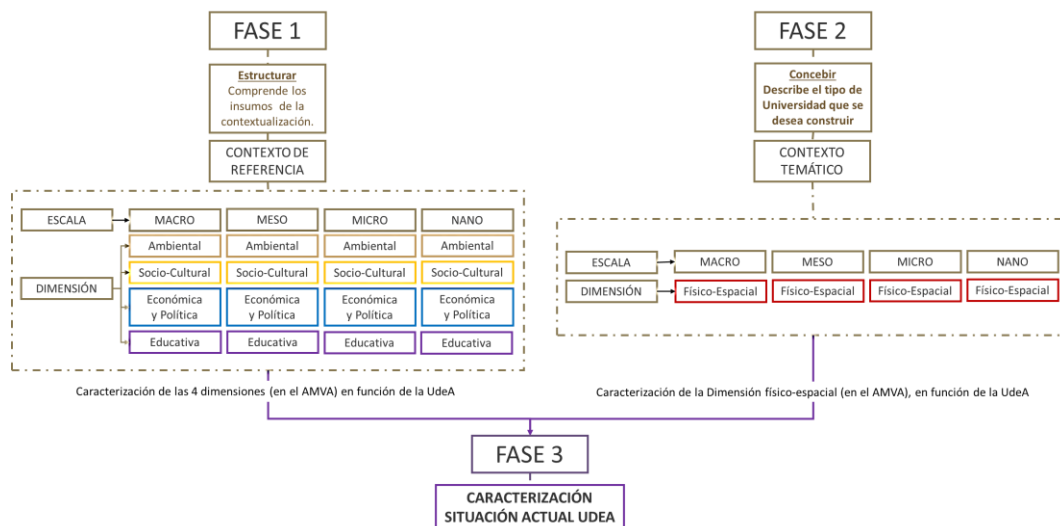 FASE 1
Estructurar
Comprende los
insumos de la
contextualización.
CONTEXTO DE
REFERENCIA
ESCALA
MACRO
MESO
MICRO
NANO
DIMENSIÓN
Ambiental
Ambiental
Ambiental
Ambiental
Socio-Cultural
Socio-Cultural
Socio-Cultural
Socio-Cultural
Económica
y Política
Económica
y Política
Económica
y Política
Económica
y Política
Educativa
Educativa
Educativa
Educativa
Caracterización de las 4 dimensiones (en el AMVA) en función de la UdeA
FASE 2
Concebir
Describe el tipo de
Universidad que se
desea construir
CONTEXTO
TEMÁTICO
ESCALA
MACRO
MESO
MICRO
NANO
DIMENSIÓN
Físico-Espacial
Físico-Espacial
Físico-Espacial
Físico-Espacial
Caracterización de la Dimensión físico-espacial (en el AMVA), en función de la UdeA
FASE 3
CARACTERIZACIÓN
SITUACIÓN ACTUAL UDEA